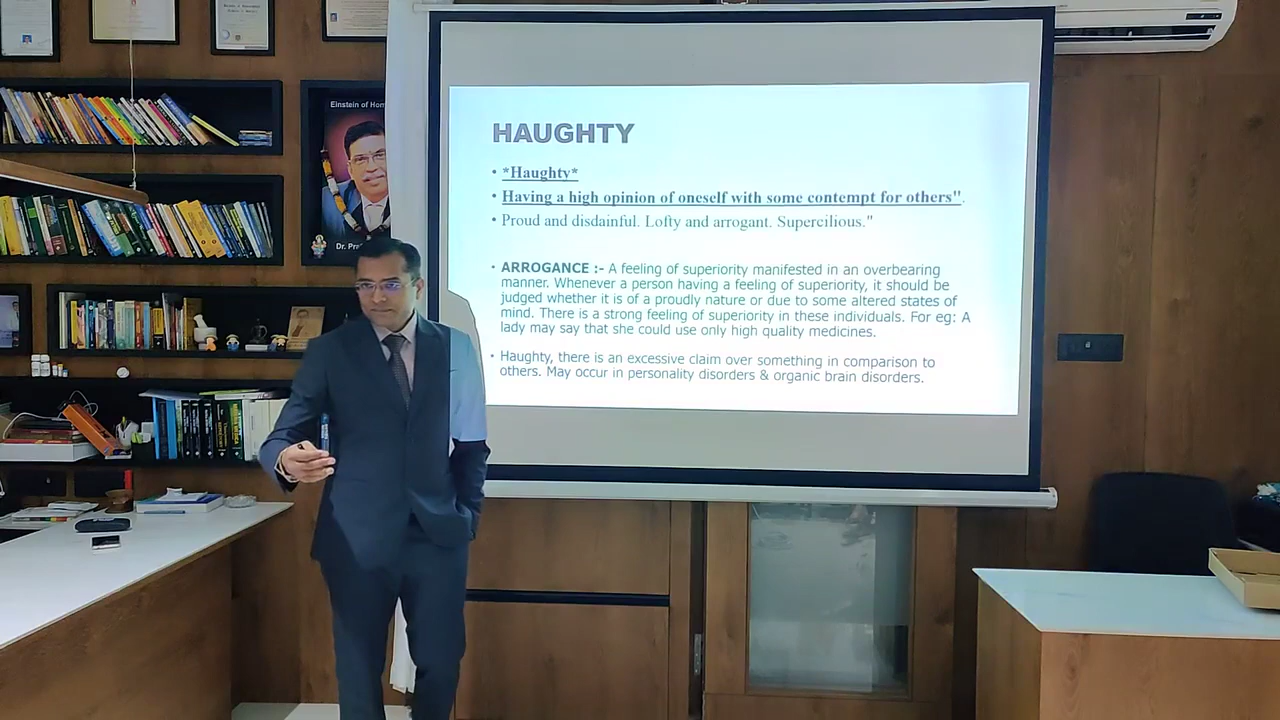 Einstein of Hom
Dr. Pra
HAUGHTY
• *Haughty*
• Having a high opinion of oneself with some contempt for others".
• Proud and disdainful. Lofty and arrogant. Supercilious."
• ARROGANCE :- A feeling of superiority manifested in an overbearing
manner. Whenever a person having a feeling of superiority, it should be
judged whether it is of a proudly nature or due to some altered states of
mind. There is a strong feeling of superiority in these individuals. For eg: A
lady may say that she could use only high quality medicines.
• Haughty, there is an excessive claim over something in comparison to
others. May occur in personality disorders & organic brain disorders.